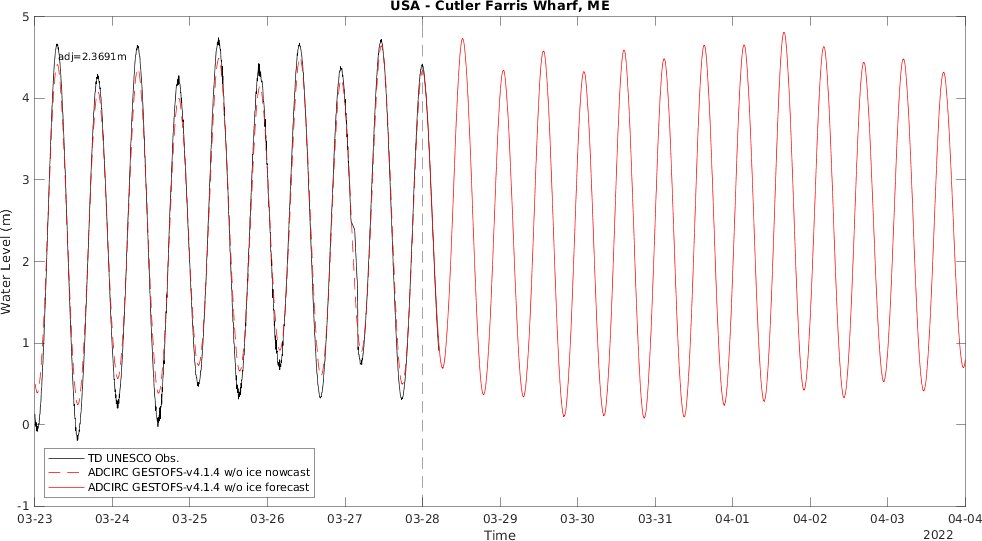 USA - Cutler Farris Wharf, ME
5
adj=2.3691m
4
3
Water Level (m)
2
1
0
TD UNESCO Obs.
ADCIRC GESTOFS-v4.1.4 w/o ice nowcast
ADCIRC GESTOFS-v4.1.4 w/o ice forecast
-1
03-23 03-24 03-25 03-26 03-27 03-28 03-29 03-30 03-31 04-01 04-02 04-03 04-04
Time
2022